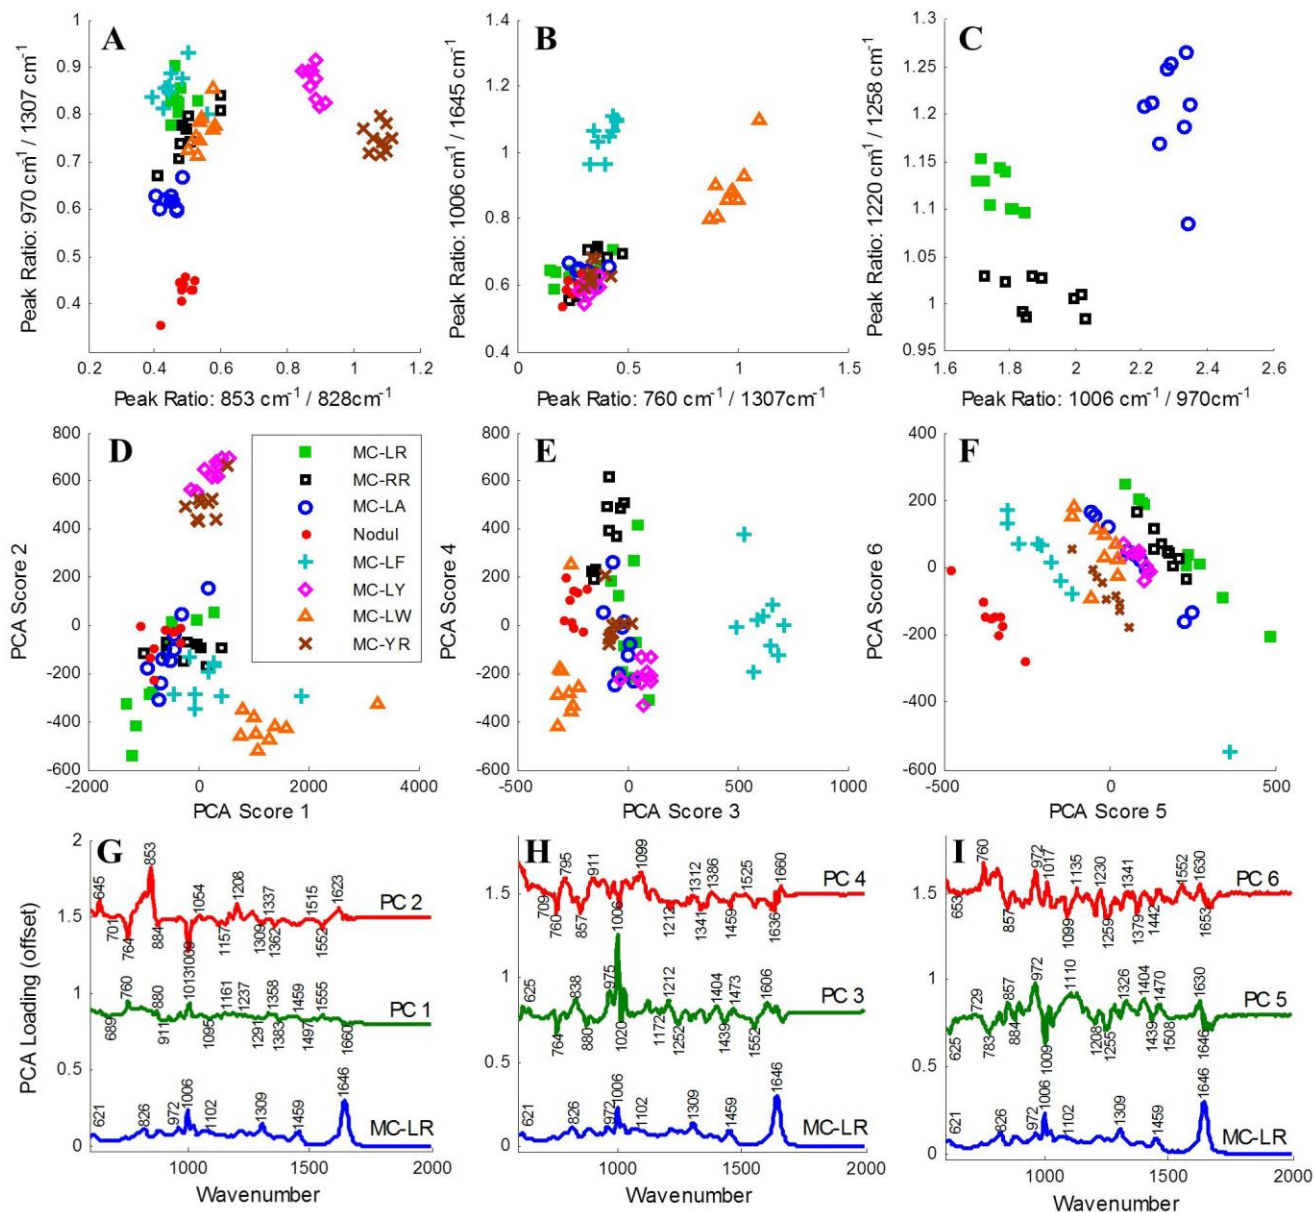 A
Peak Ratio: 970 cm⁻¹ / 1307 cm⁻¹
1
0.9
0.8
0.7
0.6
0.5
0.4
0.2 0.4 0.6 0.8 1 1.2
Peak Ratio: 853 cm⁻¹ / 828cm⁻¹
B
Peak Ratio: 1006 cm⁻¹ / 1645 cm⁻¹
1.4
1.2
1
0.8
0.6
0.4
0 0.5 1 1.5
Peak Ratio: 760 cm⁻¹ / 1307cm⁻¹
C
Peak Ratio: 1220 cm⁻¹ / 1258 cm⁻¹
1.3
1.25
1.2
1.15
1.1
1.05
1
0.95
1.6 1.8 2 2.2 2.4 2.6
Peak Ratio: 1006 cm⁻¹ / 970cm⁻¹
D
PCA Score 2
800
600
400
200
0
-200
-400
-600
-2000 0 2000 4000
PCA Score 1
MC-LR
MC-RR
MC-LA
Nodul
MC-LF
MC-LY
MC-LW
MC-YR
E
PCA Score 4
800
600
400
200
0
-200
-400
-600
-500 0 500 1000
PCA Score 3
F
PCA Score 6
400
200
0
-200
-400
-600
-500 0 500
PCA Score 5
G
PCA Loading (offset)
2
1.5
1
0.5
0
645 853 1054 1208 1337 1515 1623
PC 2
701 764 884 1009 1157 1309 1362 1552
760 880 1013 1161 1237 1358 1459 1555
PC 1
689 911 1095 1291 1383 1497 1660
621 826 972 1006 1102 1309 1459 1646
MC-LR
1000 1500 2000
Wavenumber
H
1.5
1
0.5
0
795 911 1099 1312 1386 1525 1660
PC 4
709 760 857 1212 1341 1459 1636
625 838 975 1006 1212 1404 1473 1606
PC 3
764 880 1020 1172 1252 1439 1552
621 826 972 1006 1102 1309 1459 1646
MC-LR
1000 1500 2000
Wavenumber
I
1.5
1
0.5
0
760 972 1017 1135 1230 1341 1552 1630
PC 6
653 857 1099 1259 1379 1442 1653
729 857 972 1110 1326 1404 1470 1630
PC 5
625 783 884 1009 1208 1255 1439 1508 1646
621 826 972 1006 1102 1309 1459 1646
MC-LR
1000 1500 2000
Wavenumber